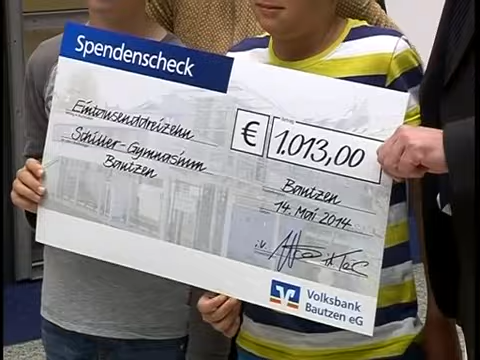 Spendenscheck
Eintausenddreizehn
€ 1.013,00
Schiller-Gymnasium
Bautzen
Bautzen
14. Mai 2014
i.V.
Volksbank
Bautzen eG